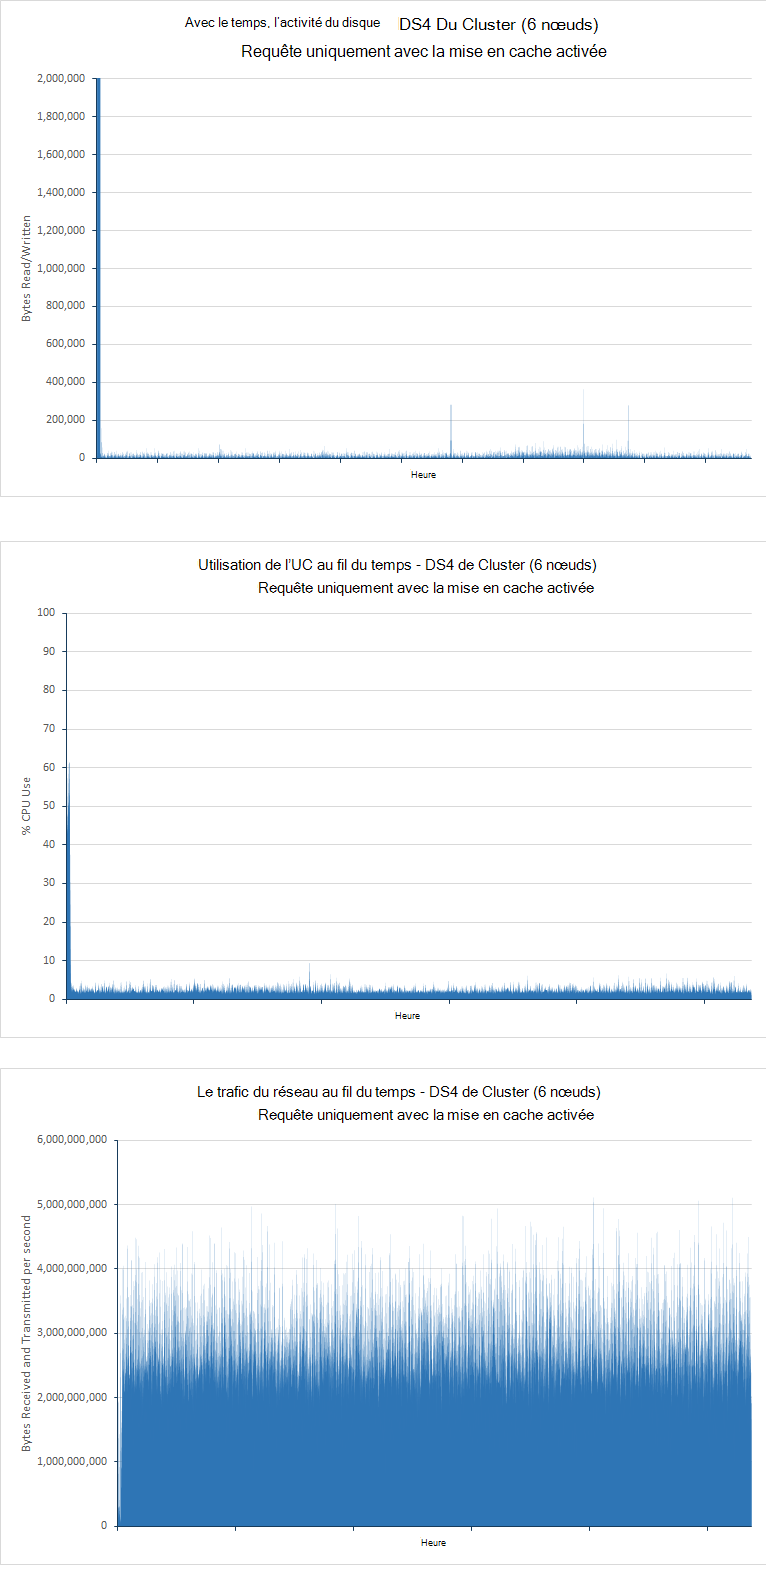 Avec le temps, l'activité du disque DS4 Du Cluster (6 nœuds)
Requête uniquement avec la mise en cache activée
2,000,000
1,800,000
1,600,000
1,400,000
1,200,000
1,000,000
800,000
600,000
400,000
200,000
0
Bytes Read/Written
Heure
Utilisation de l'UC au fil du temps - DS4 de Cluster (6 nœuds)
Requête uniquement avec la mise en cache activée
100
90
80
70
60
50
40
30
20
10
0
% CPU Use
Heure
Le trafic du réseau au fil du temps - DS4 de Cluster (6 nœuds)
Requête uniquement avec la mise en cache activée
6,000,000,000
5,000,000,000
4,000,000,000
3,000,000,000
2,000,000,000
1,000,000,000
0
Bytes Received and Transmitted per second
Heure